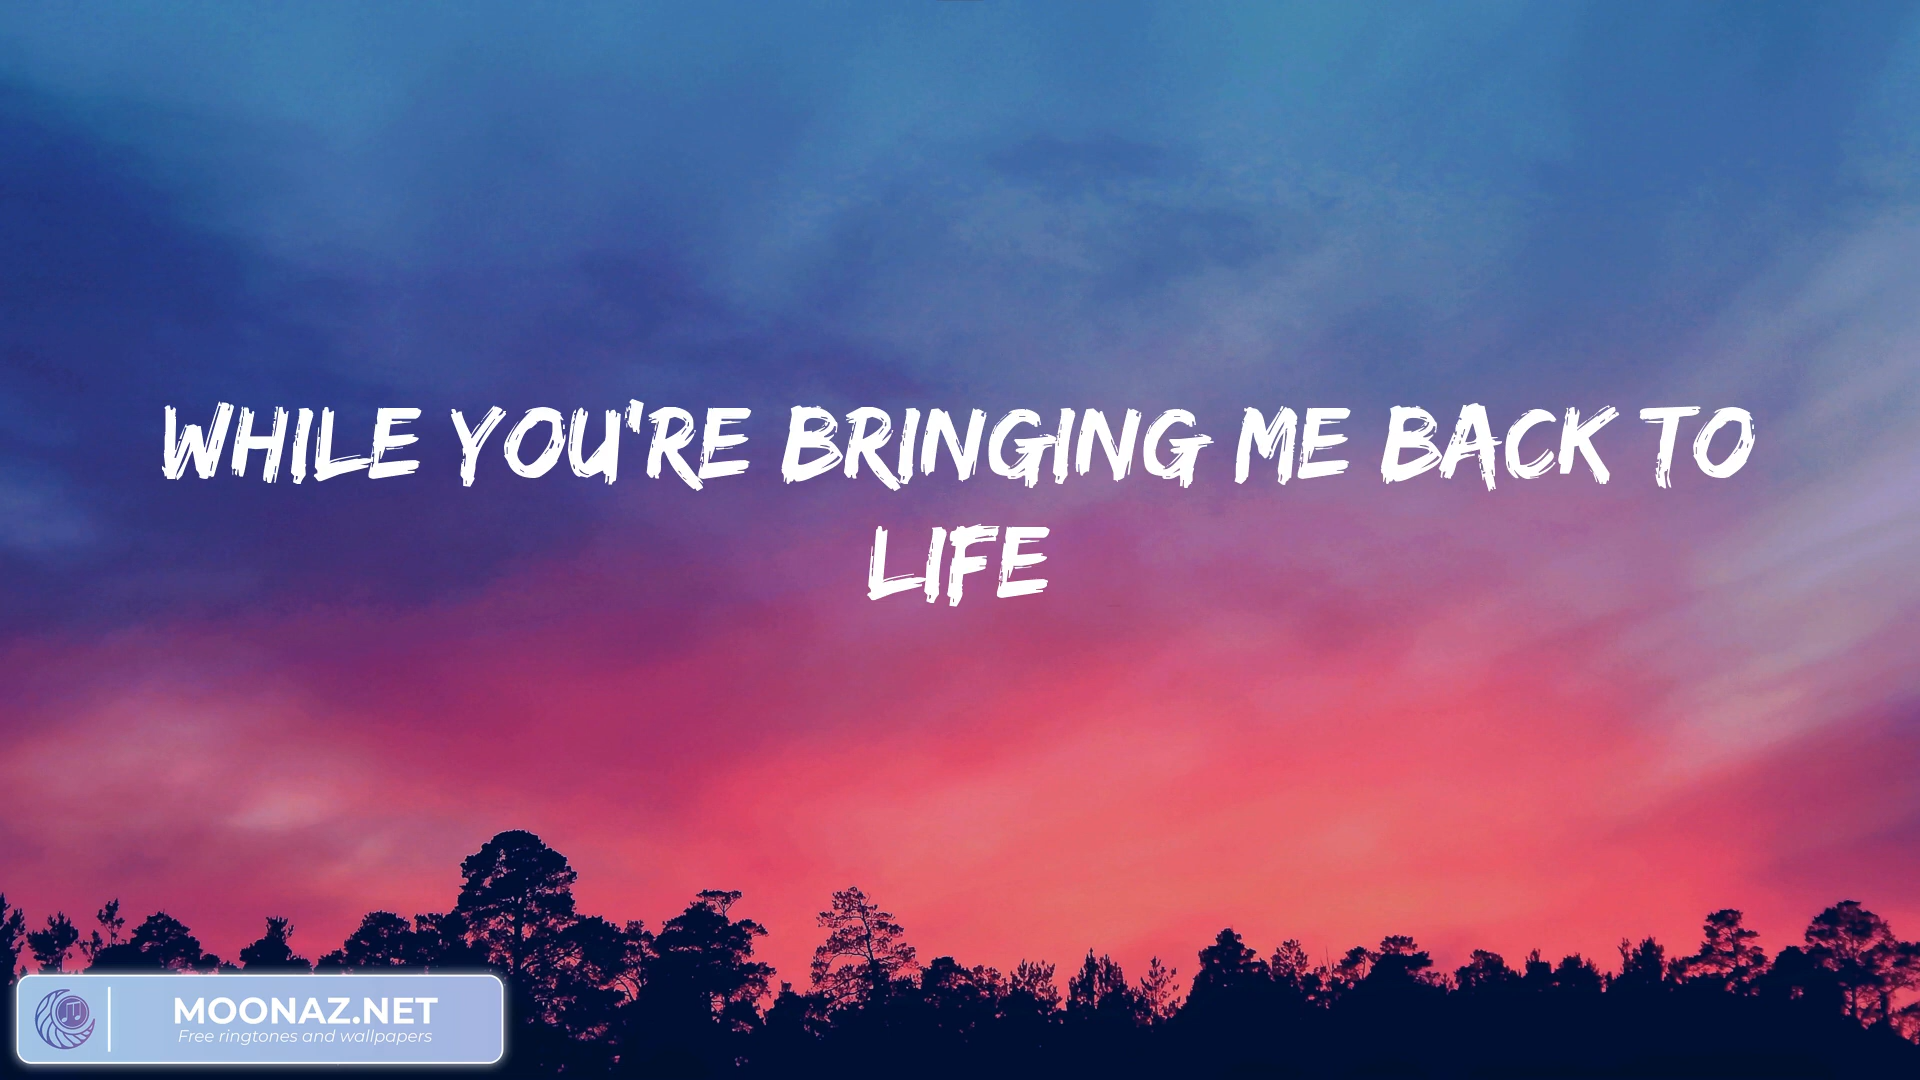 WHILE YOU'RE BRINGING ME BACK TO
LIFE
MOONAZ.NET
Free ringtones and wallpapers